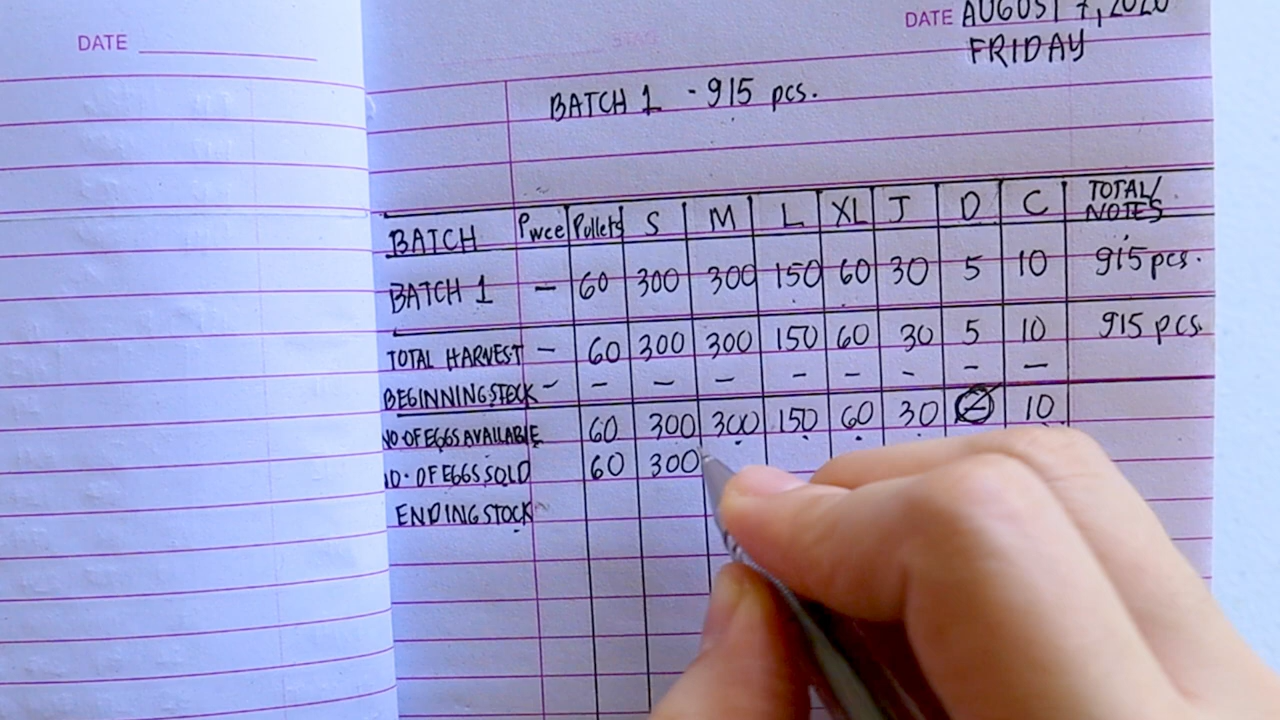 DATE
DATE AUGUST 7, 2020
FRIDAY
BATCH 1 - 915 pcs.
BATCH Pwee Pullets S M L XL J D C TOTAL/
NOTES
BATCH 1 — 60 300 300 150 60 30 5 10 915 pcs.
TOTAL HARVEST — 60 300 300 150 60 30 5 10 915 pcs.
BEGINNING STOCK — — — — — — — — —
NO. OF EGGS AVAILABLE 60 300 300 150 60 30 10
NO. OF EGGS SOLD 60 300
ENDING STOCK